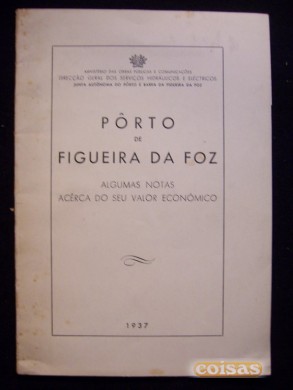 MINISTÉRIO DAS OBRAS PÚBLICAS E COMUNICAÇÕES
DIRECÇÃO GERAL DOS SERVIÇOS HIDRÁULICOS E ELÉCTRICOS
JUNTA AUTÓNOMA DO PÔRTO E BARRA DA FIGUEIRA DA FOZ
PÔRTO
DE
FIGUEIRA DA FOZ
ALGUMAS NOTAS
ACÊRCA DO SEU VALOR ECONÓMICO
1937
coisas